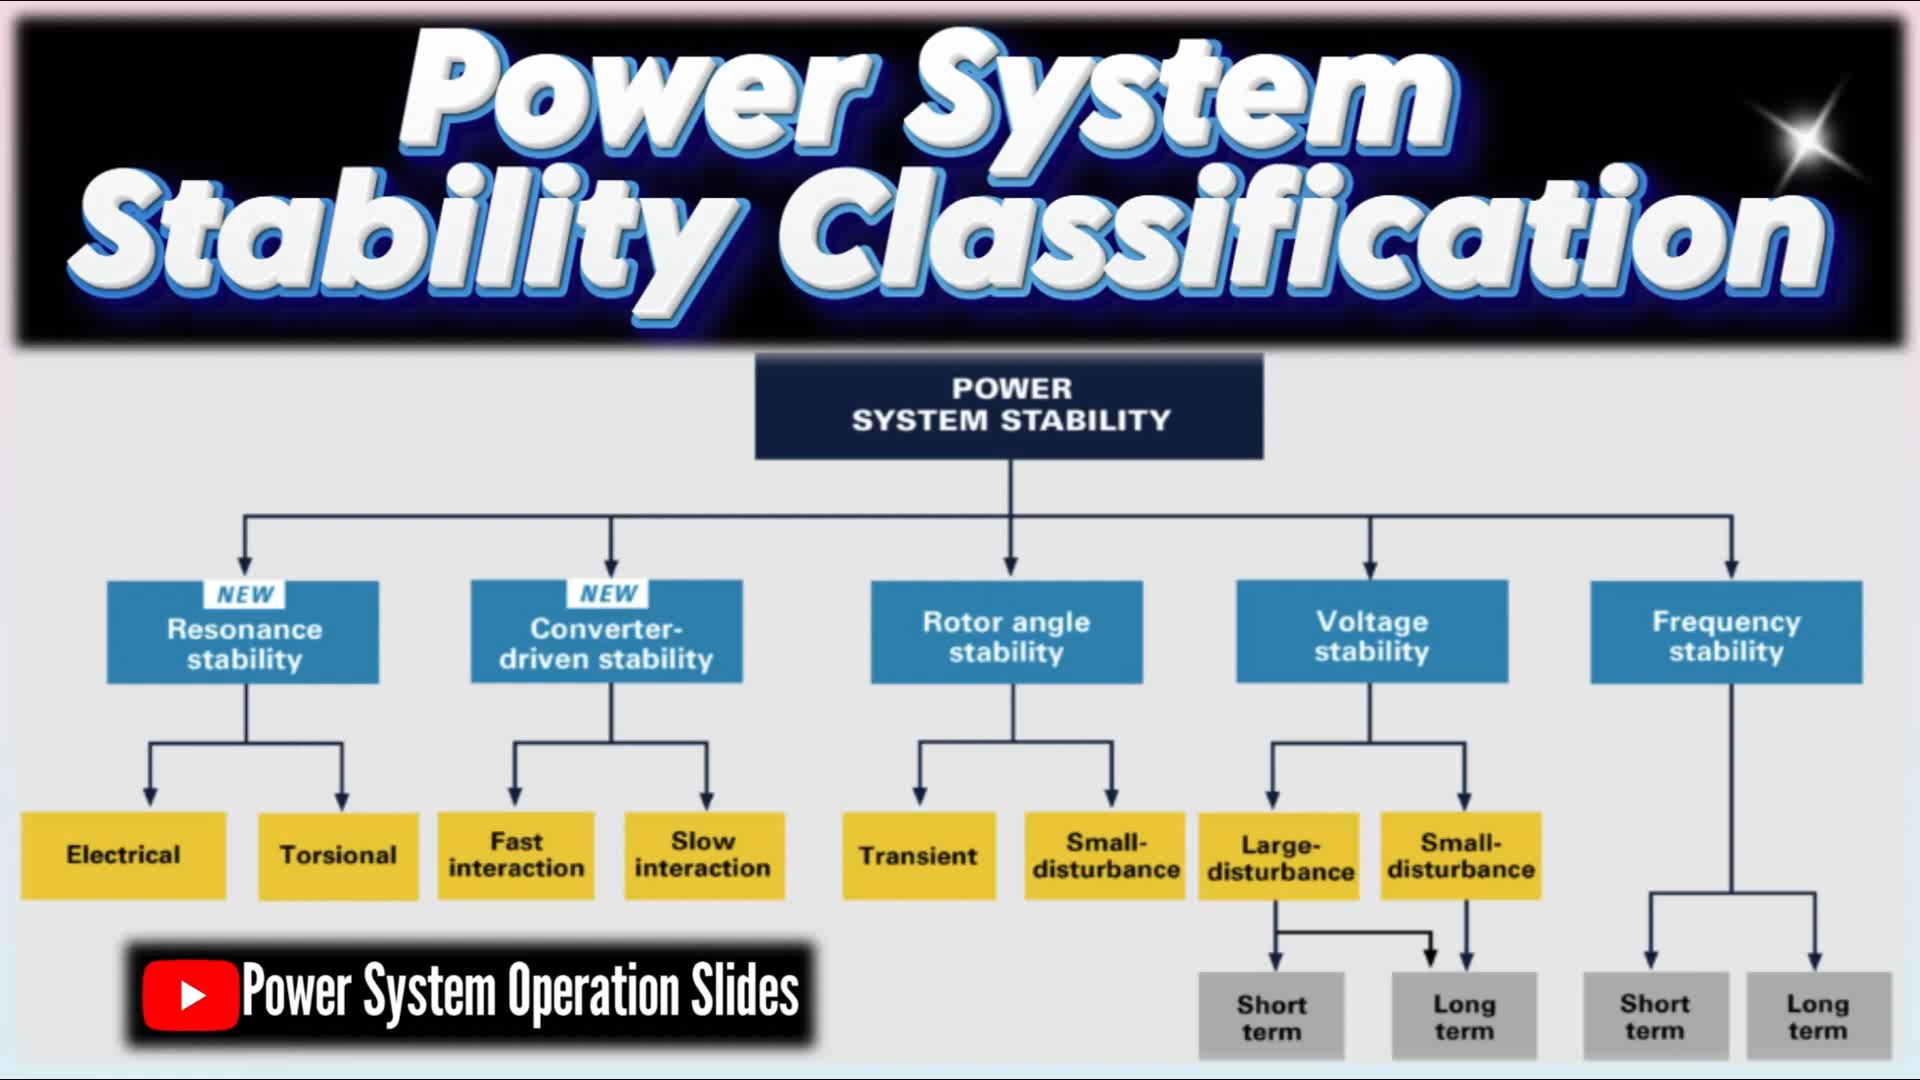 Power System
Stability Classification
POWER
SYSTEM STABILITY
NEW
Resonance
stability
NEW
Converter-
driven stability
Rotor angle
stability
Voltage
stability
Frequency
stability
Electrical
Torsional
Fast
interaction
Slow
interaction
Transient
Small-
disturbance
Large-
disturbance
Small-
disturbance
Short
term
Long
term
Short
term
Long
term
Power System Operation Slides